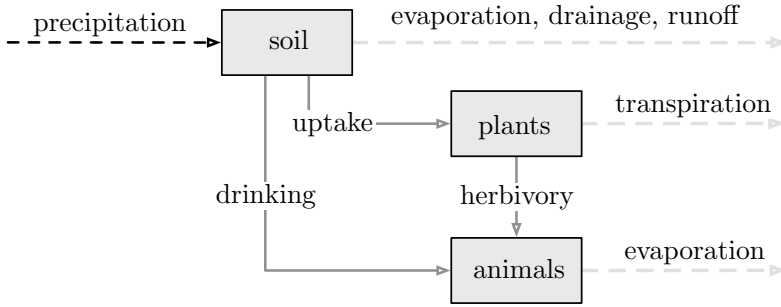 precipitation
soil
evaporation, drainage, runoff
uptake
plants
transpiration
drinking
herbivory
animals
evaporation